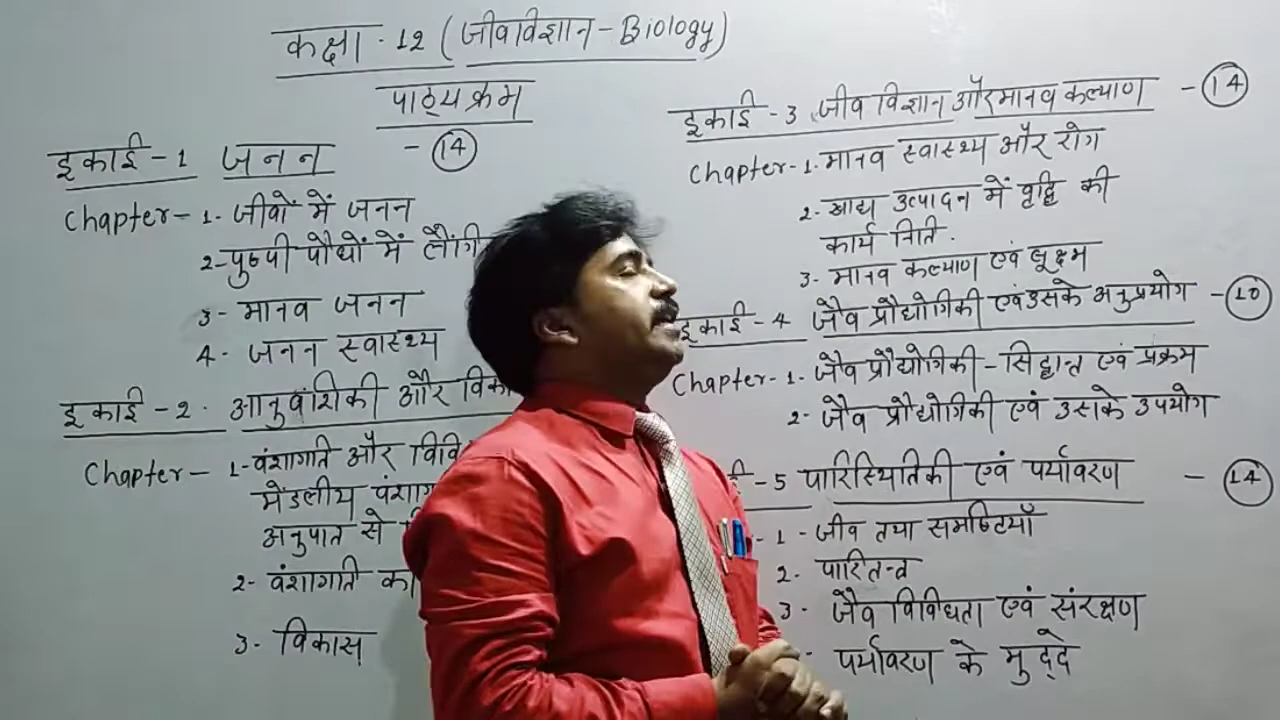 कक्षा - 12 (जीवविज्ञान - Biology)
पाठ्यक्रम
इकाई - 1 जनन - 14
Chapter - 1- जीवों में जनन
2- पुष्पी पौधों में
3- मानव जनन
4- जनन स्वास्थ्य
इकाई - 2. आनुवंशिकी और
Chapter - 1- वंशागति और
मेंडलीय
अनुपात से
2- वंशागति का
3- विकास
इकाई - 3 जीव विज्ञान और मानव कल्याण - 14
Chapter - 1. मानव स्वास्थ्य और रोग
2- खाद्य उत्पादन में वृद्धि की
कार्य निति.
3- मानव कल्याण एवं सूक्ष्म
इकाई - 4 जैव प्रौद्योगिकी एवं उसके अनुप्रयोग - 10
Chapter - 1. जैव प्रौद्योगिकी - सिद्धान्त एवं प्रक्रम
2- जैव प्रौद्योगिकी एवं उसके उपयोग
- 5 पारिस्थितिकी एवं पर्यावरण - 14
- 1 - जीव तथा समष्टियाँ
2. पारितन्त्र
3- जैव विविधता एवं संरक्षण
पर्यावरण के मुद्दे